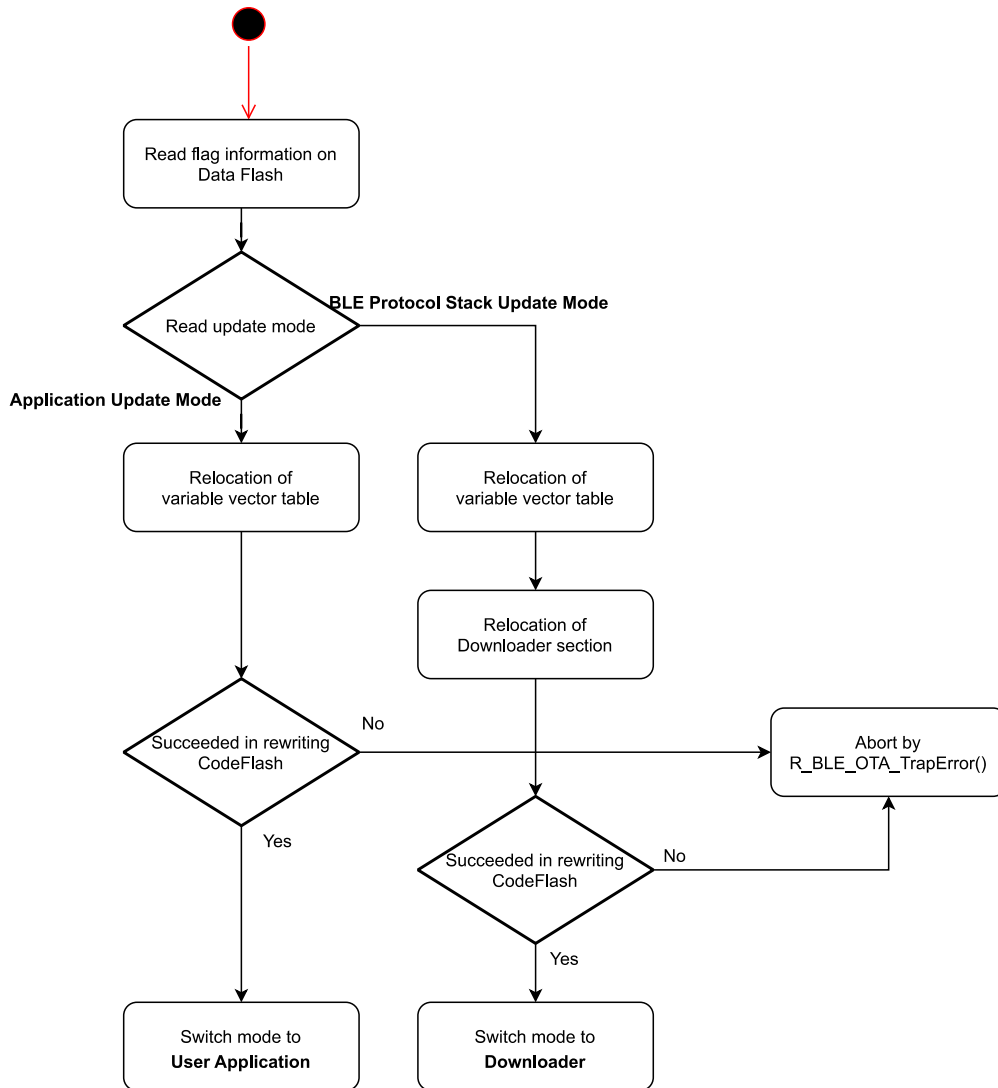 Read flag information on
Data Flash
BLE Protocol Stack Update Mode
Read update mode
Application Update Mode
Relocation of
variable vector table
Relocation of
variable vector table
Relocation of
Downloader section
No
Succeeded in rewriting
CodeFlash
Abort by
R_BLE_OTA_TrapError()
Yes
Succeeded in rewriting
CodeFlash
No
Yes
Switch mode to
User Application
Switch mode to
Downloader